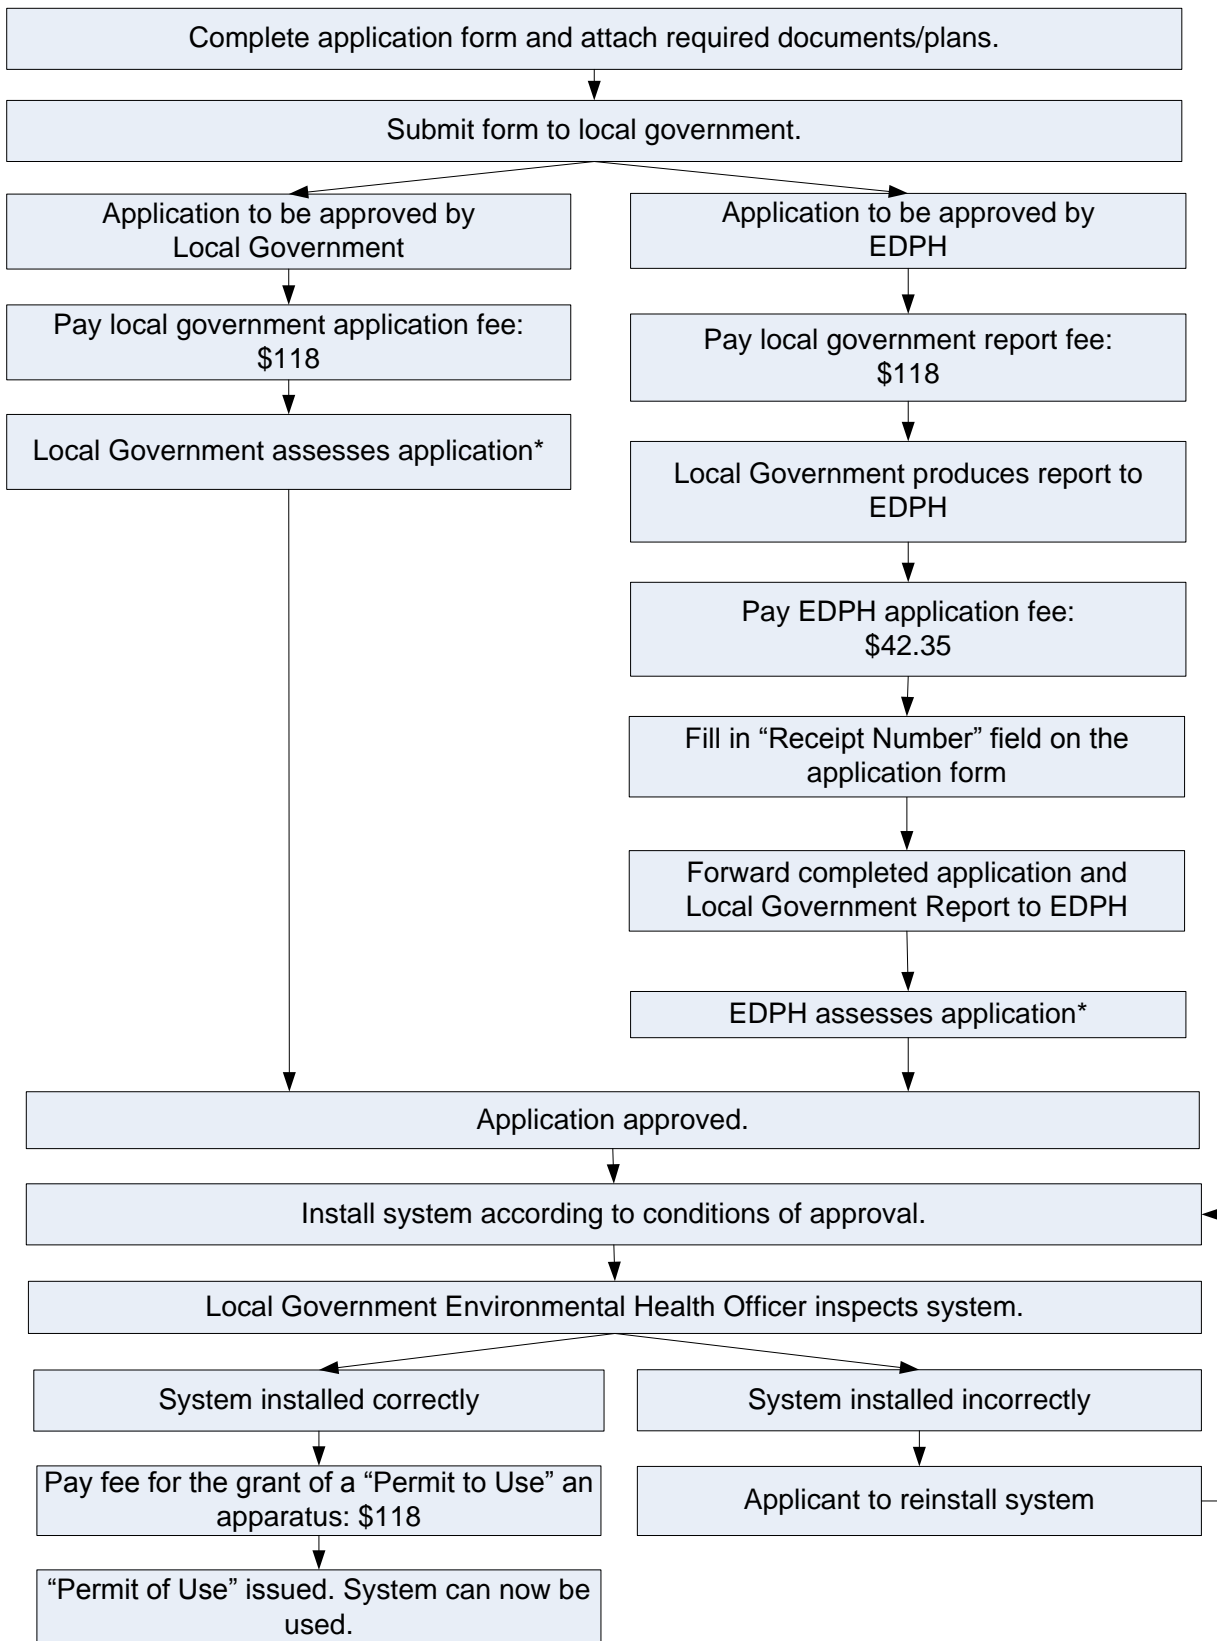 Complete application form and attach required documents/plans.
Submit form to local government.
Application to be approved by
Local Government
Pay local government application fee:
$118
Local Government assesses application*
Application to be approved by
EDPH
Pay local government report fee:
$118
Local Government produces report to
EDPH
Pay EDPH application fee:
$42.35
Fill in “Receipt Number” field on the
application form
Forward completed application and
Local Government Report to EDPH
EDPH assesses application*
Application approved.
Install system according to conditions of approval.
Local Government Environmental Health Officer inspects system.
System installed correctly
Pay fee for the grant of a “Permit to Use” an
apparatus: $118
“Permit of Use” issued. System can now be
used.
System installed incorrectly
Applicant to reinstall system